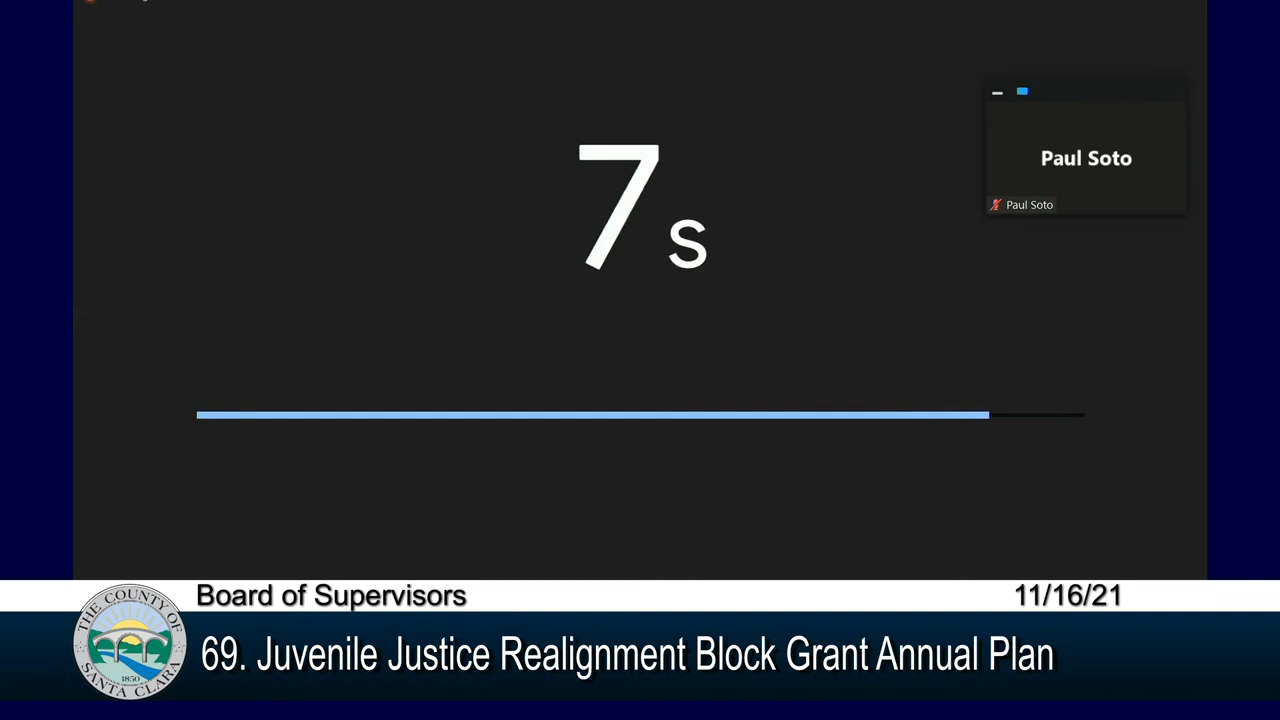 7 s
Paul Soto
Paul Soto
Board of Supervisors
11/16/21
THE COUNTY OF
SANTA CLARA
1850
69. Juvenile Justice Realignment Block Grant Annual Plan